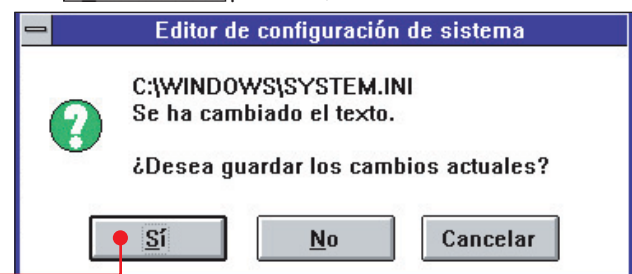 Editor de configuración de sistema
C:\WINDOWS\SYSTEM.INI
Se ha cambiado el texto.
¿Desea guardar los cambios actuales?
Sí No Cancelar